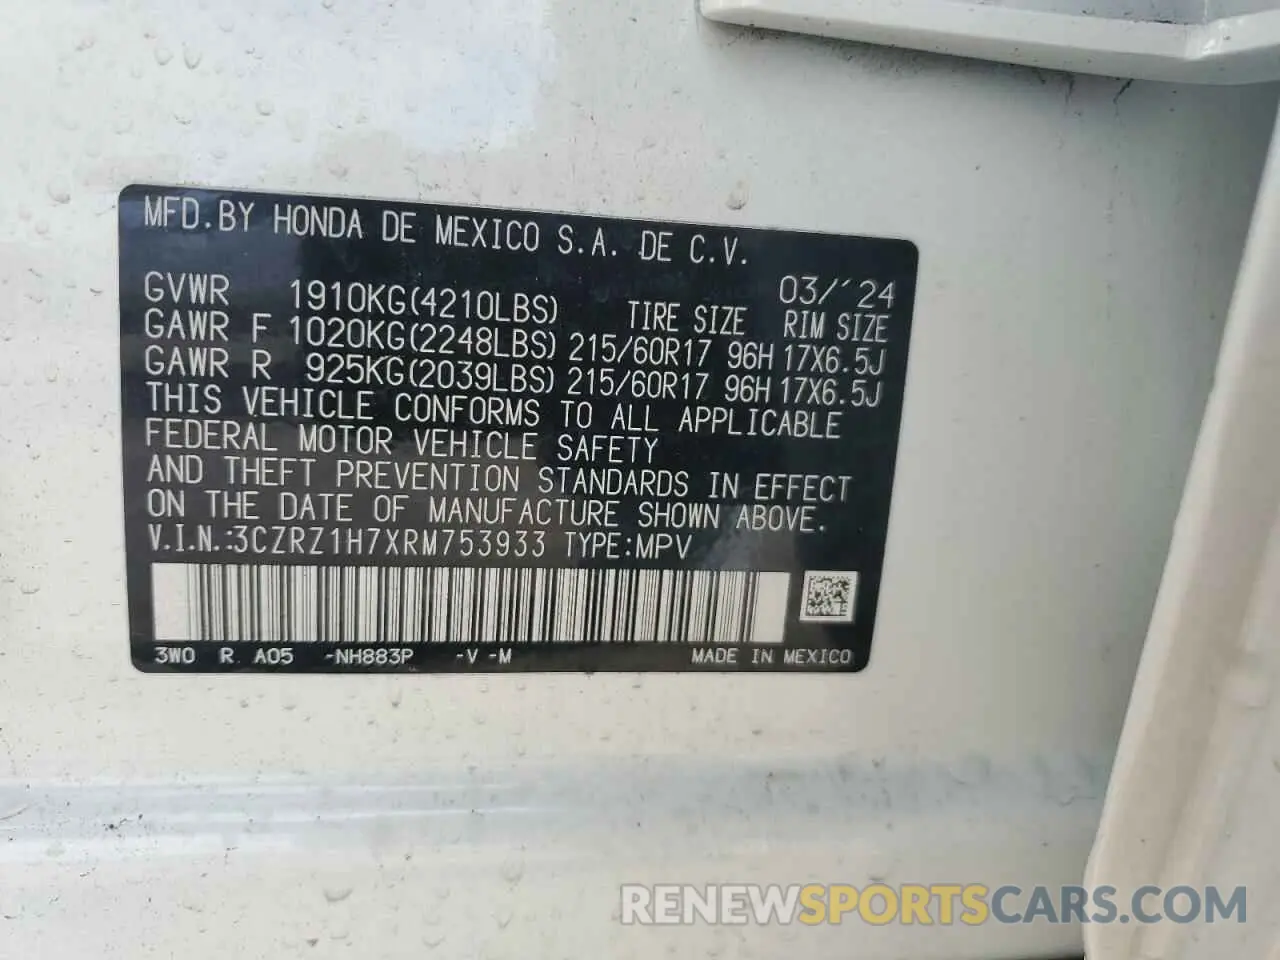 MFD.BY HONDA DE MEXICO S.A. DE C.V.
03/'24
GVWR 1910KG(4210LBS) TIRE SIZE RIM SIZE
GAWR F 1020KG(2248LBS) 215/60R17 96H 17X6.5J
GAWR R 925KG(2039LBS) 215/60R17 96H 17X6.5J
THIS VEHICLE CONFORMS TO ALL APPLICABLE
FEDERAL MOTOR VEHICLE SAFETY
AND THEFT PREVENTION STANDARDS IN EFFECT
ON THE DATE OF MANUFACTURE SHOWN ABOVE.
V.I.N.:3CZRZ1H7XRM753933 TYPE:MPV
3W0 R A05 -NH883P -V -M MADE IN MEXICO
RENEWSPORTSCARS.COM